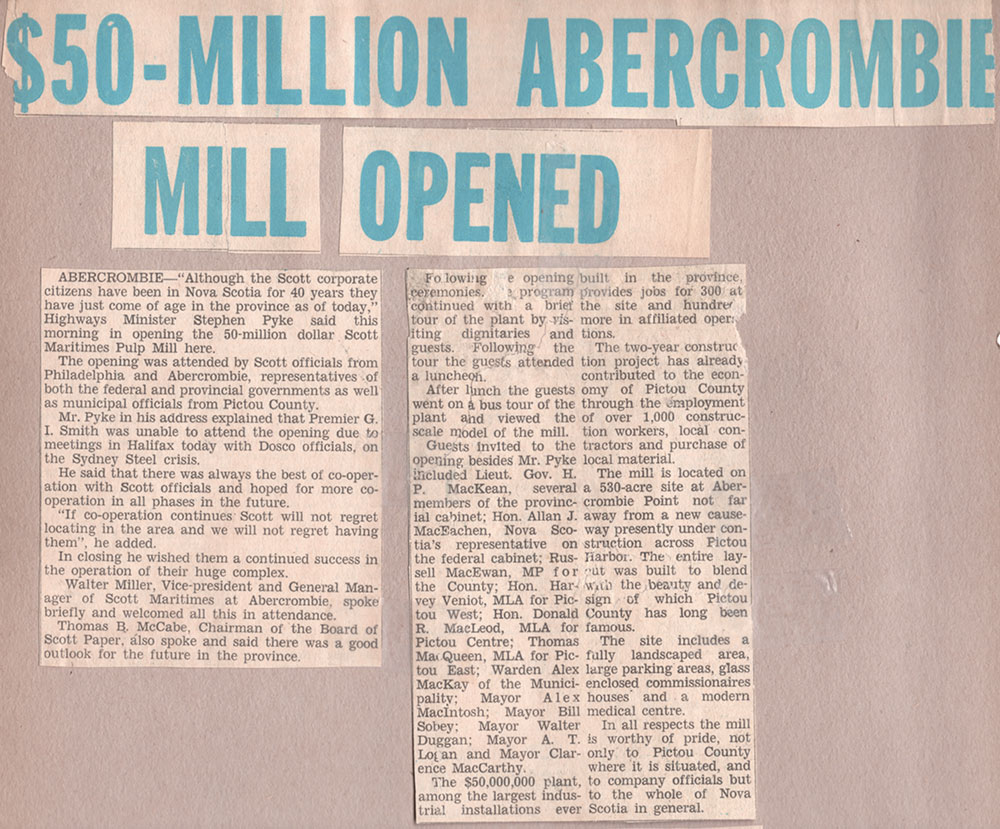 $50-MILLION ABERCROMBIE
MILL OPENED
ABERCROMBIE—"Although the Scott corporate
citizens have been in Nova Scotia for 40 years they
have just come of age in the province as of today,"
Highways Minister Stephen Pyke said this
morning in opening the 50-million dollar Scott
Maritimes Pulp Mill here.
The opening was attended by Scott officials from
Philadelphia and Abercrombie, representatives of
both the federal and provincial governments as well
as municipal officials from Pictou County.
Mr. Pyke in his address explained that Premier G.
I. Smith was unable to attend the opening due to
meetings in Halifax today with Dosco officials, on
the Sydney Steel crisis.
He said that there was always the best of co-oper-
ation with Scott officials and hoped for more co-
operation in all phases in the future.
"If co-operation continues Scott will not regret
locating in the area and we will not regret having
them", he added.
In closing he wished them a continued success in
the operation of their huge complex.
Walter Miller, Vice-president and General Man-
ager of Scott Maritimes at Abercrombie, spoke
briefly and welcomed all this in attendance.
Thomas B. McCabe, Chairman of the Board of
Scott Paper, also spoke and said there was a good
outlook for the future in the province.
Following e opening
ceremonies. program
continued with a brief
tour of the plant by vis-
iting dignitaries and
guests. Following the
tour the guests attended
a luncheon.
After lunch the guests
went on a bus tour of the
plant and viewed the
scale model of the mill.
Guests invited to the
opening besides Mr. Pyke
included Lieut. Gov. H.
P. MacKean, several
members of the provinc-
ial cabinet; Hon. Allan J.
MacEachen, Nova Sco-
tia's representative on
the federal cabinet; Rus-
sell MacEwan, MP for
the County; Hon. Har-
vey Veniot, MLA for Pic-
tou West; Hon. Donald
R. MacLeod, MLA for
Pictou Centre; Thomas
MacQueen, MLA for Pic-
tou East; Warden Alex
MacKay of the Munici-
pality; Mayor Alex
MacIntosh; Mayor Bill
Sobey; Mayor Walter
Duggan; Mayor A. T.
Logan and Mayor Clar-
ence MacCarthy.
The $50,000,000 plant,
among the largest indus-
trial installations ever
built in the province,
provides jobs for 300 at
the site and hundre
more in affiliated oper
tions.
The two-year construc
tion project has already
contributed to the econ-
omy of Pictou County
through the employment
of over 1,000 construc-
tion workers, local con-
tractors and purchase of
local material.
The mill is located on
a 530-acre site at Aber-
crombie Point not far
away from a new cause-
way presently under con-
struction across Pictou
Harbor. The entire lay-
out was built to blend
with the beauty and de-
sign of which Pictou
County has long been
famous.
The site includes a
fully landscaped area,
large parking areas, glass
enclosed commissionaires
houses and a modern
medical centre.
In all respects the mill
is worthy of pride, not
only to Pictou County
where it is situated, and
to company officials but
to the whole of Nova
Scotia in general.